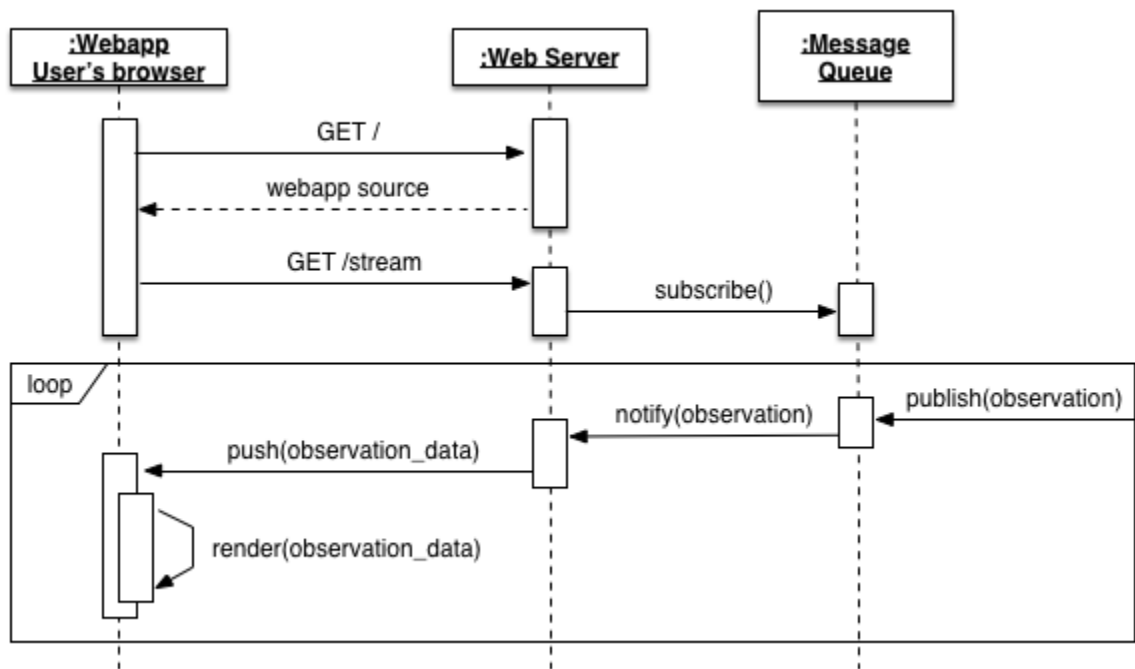 :Webapp
User's browser
:Web Server
:Message
Queue
GET /
webapp source
GET /stream
subscribe()
loop
publish(observation)
notify(observation)
push(observation_data)
render(observation_data)